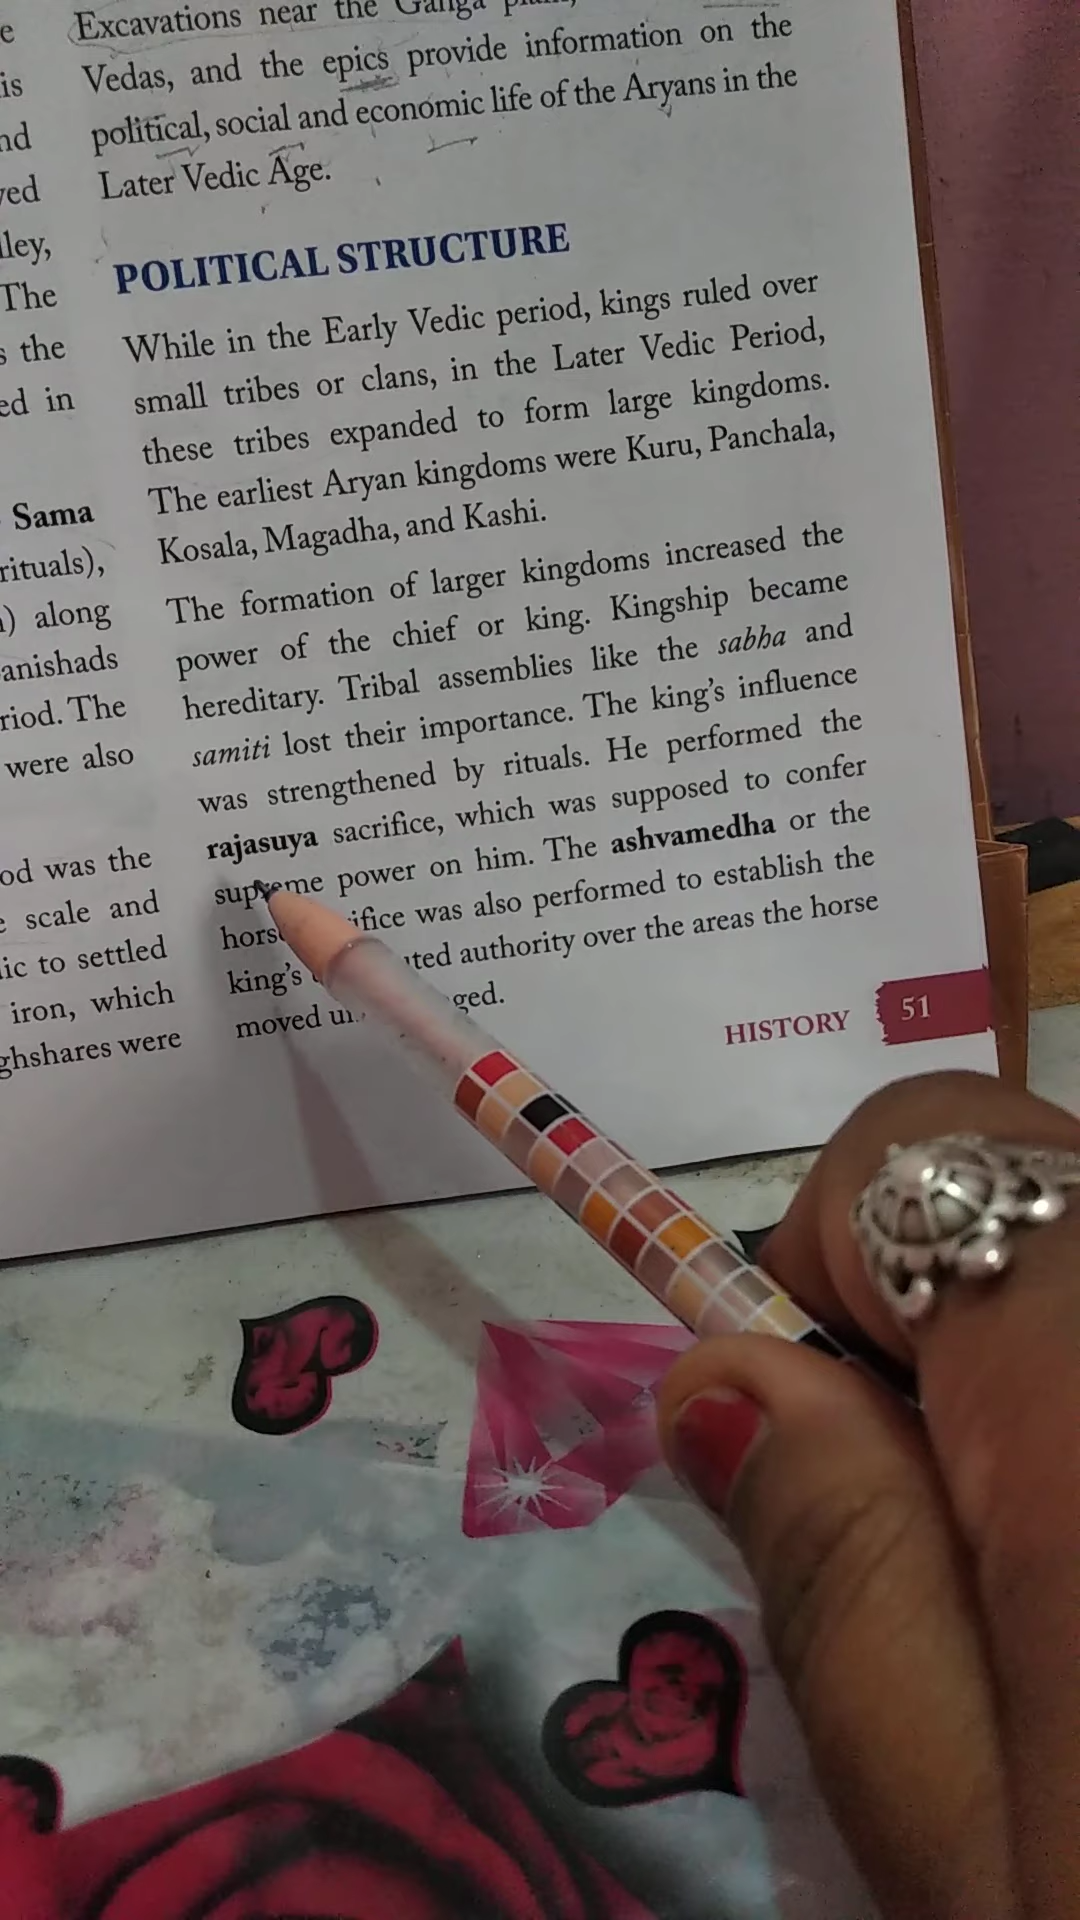 e
is
nd
ved
lley,
The
s the
ed in
Sama
rituals),
) along
anishads
riod. The
were also
od was the
e scale and
ic to settled
iron, which
ghshares were
Excavations near the Ganga
Vedas, and the epics provide information on the
political, social and economic life of the Aryans in the
Later Vedic Age.
POLITICAL STRUCTURE
While in the Early Vedic period, kings ruled over
small tribes or clans, in the Later Vedic Period,
these tribes expanded to form large kingdoms.
The earliest Aryan kingdoms were Kuru, Panchala,
Kosala, Magadha, and Kashi.
The formation of larger kingdoms increased the
power of the chief or king. Kingship became
hereditary. Tribal assemblies like the sabha and
samiti lost their importance. The king's influence
was strengthened by rituals. He performed the
rajasuya sacrifice, which was supposed to confer
supreme power on him. The ashvamedha or the
hors ifice was also performed to establish the
king's ted authority over the areas the horse
moved ged.
HISTORY 51